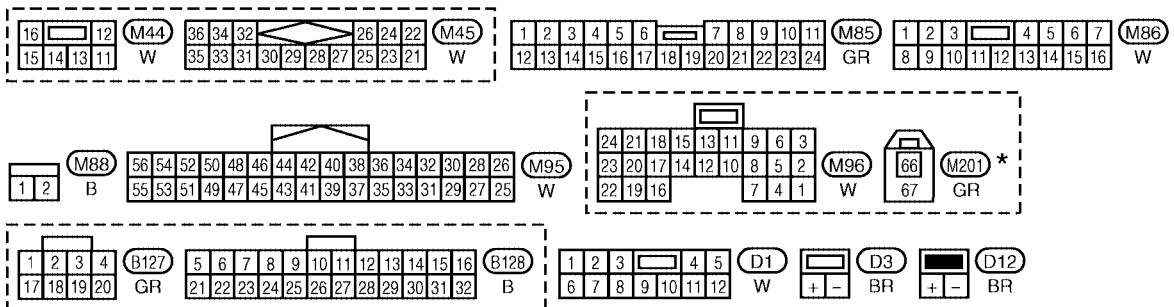 16 12 M44 36 34 32 26 24 22 M45 1 2 3 4 5 6 7 8 9 10 11 M85 1 2 3 4 5 6 7 M86
15 14 13 11 W 35 33 31 30 29 28 27 25 23 21 W 12 13 14 15 16 17 18 19 20 21 22 23 24 GR 8 9 10 11 12 13 14 15 16 W
24 21 18 15 13 11 9 6 3
M88 56 54 52 50 48 46 44 42 40 38 36 34 32 30 28 26 M95 23 20 17 14 12 10 8 5 2 M96 66 M201 *
1 2 B 55 53 51 49 47 45 43 41 39 37 35 33 31 29 27 25 W 22 19 16 7 4 1 W 67 GR
1 2 3 4 B127 5 6 7 8 9 10 11 12 13 14 15 16 B128 1 2 3 4 5 D1 D3 D12
17 18 19 20 GR 21 22 23 24 25 26 27 28 29 30 31 32 B 6 7 8 9 10 11 12 W + − BR + − BR